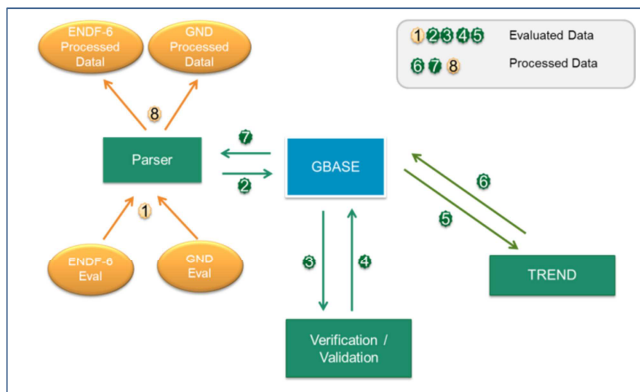 ENDF-6
Processed
Datal
GND
Processed
Datal
1 2 3 4 5 Evaluated Data
6 7 8 Processed Data
8
7
Parser
2
GBASE
6
5
1
ENDF-6
Eval
GND
Eval
3
4
TREND
Verification /
Validation